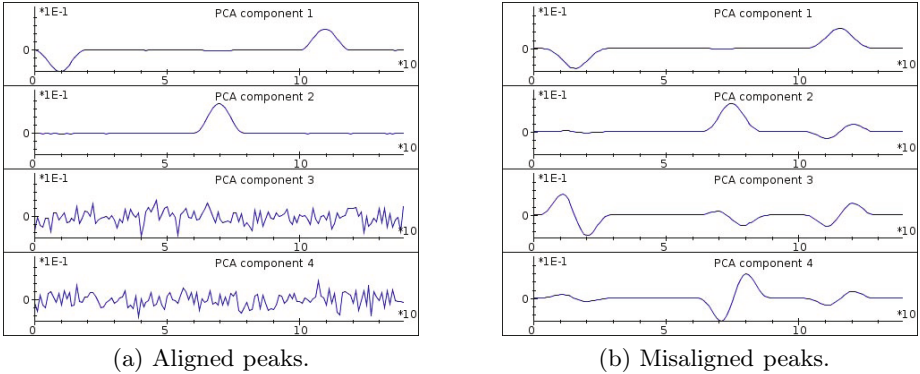 *1E-1 PCA component 1
0
*10
0 5 10
*1E-1 PCA component 2
0
*10
0 5 10
*1E-1 PCA component 3
0
*10
0 5 10
*1E-1 PCA component 4
0
*10
0 5 10
(a) Aligned peaks.
*1E-1 PCA component 1
0
*10
0 5 10
*1E-1 PCA component 2
0
*10
0 5 10
*1E-1 PCA component 3
0
*10
0 5 10
*1E-1 PCA component 4
0
*10
0 5 10
(b) Misaligned peaks.